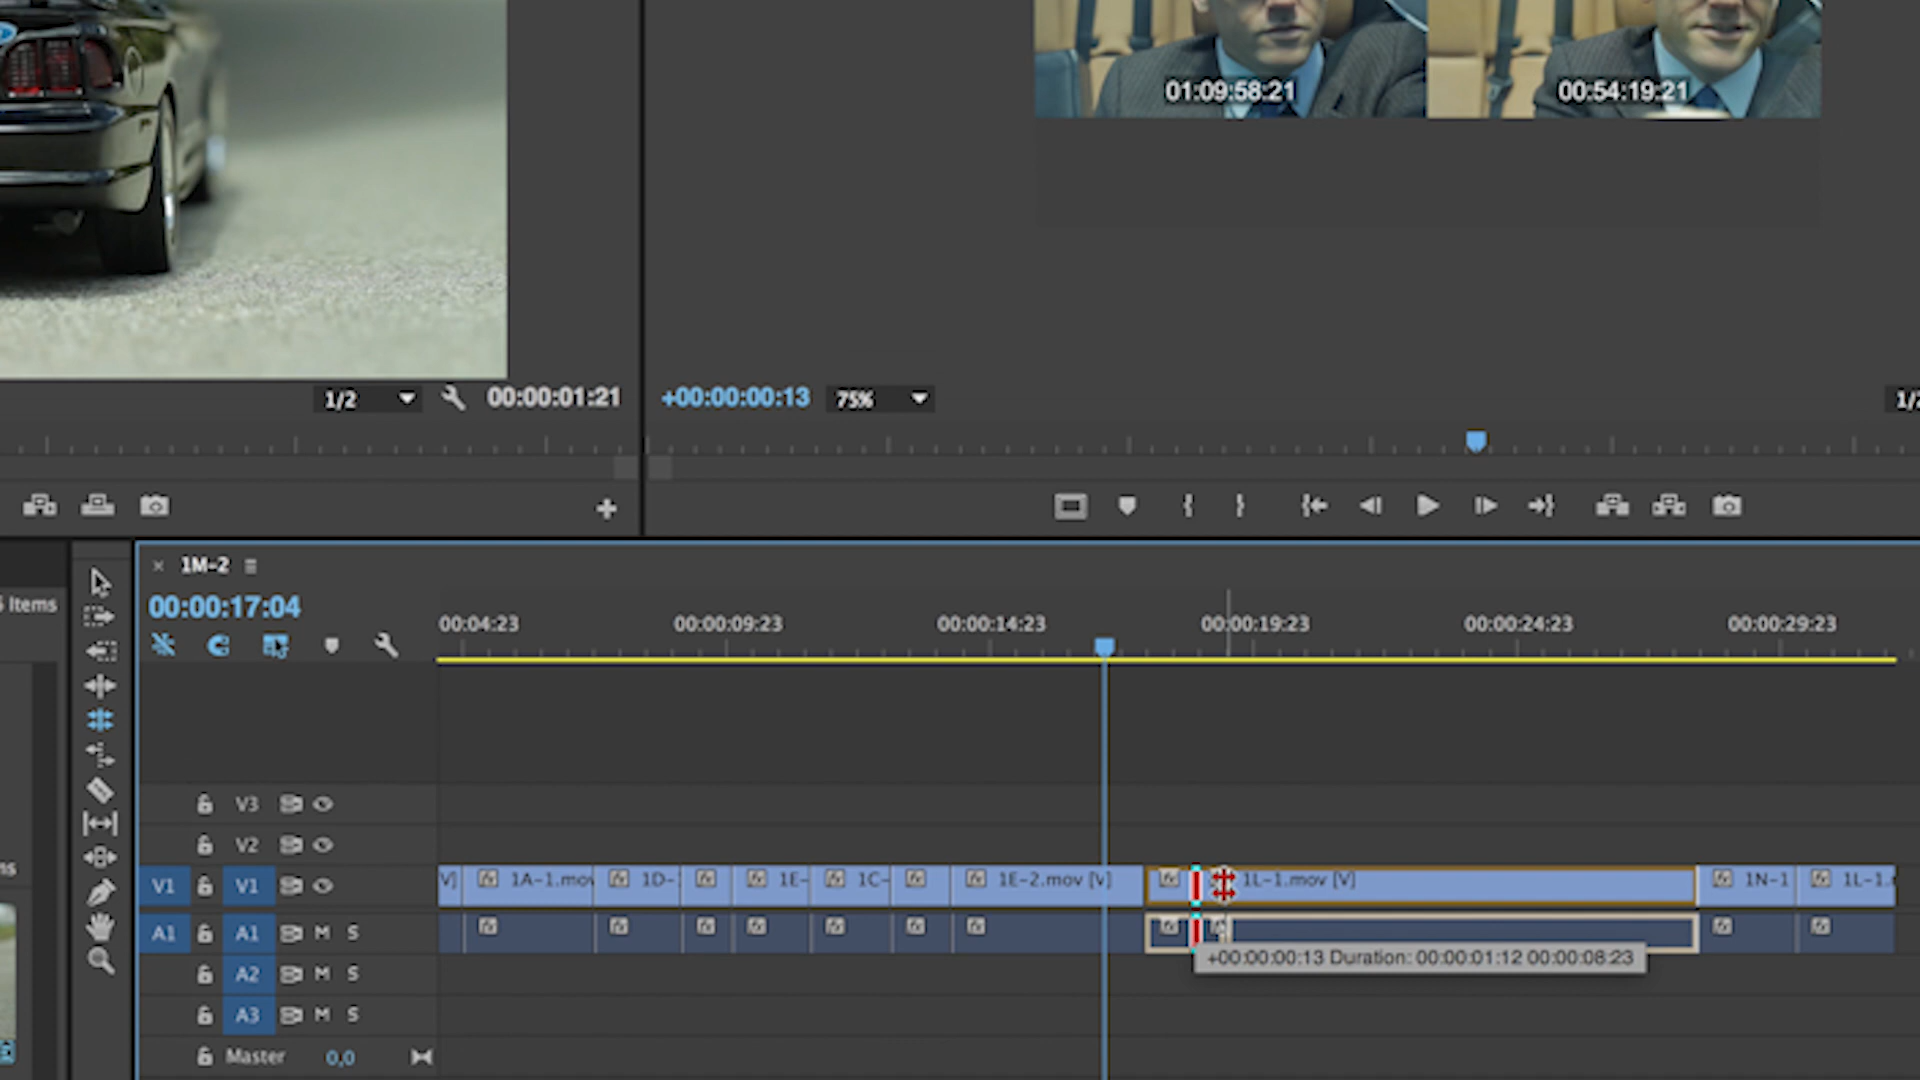 01:09:58:21 00:54:19:21
1/2 00:00:01:21 +00:00:00:13 75%
1M-2
Items
00:00:17:04
00:04:23 00:00:09:23 00:00:14:23 00:00:19:23 00:00:24:23 00:00:29:23
V3
V2
V1 V1 V] 1A-1.mov 1D- 1E- 1C- 1E-2.mov [V] 1L-1.mov [V] 1N-1 1L-1.
A1 A1 M S
+00:00:00:13 Duration: 00:00:01:12 00:00:08:23
A2 M S
A3 M S
Master 0,0